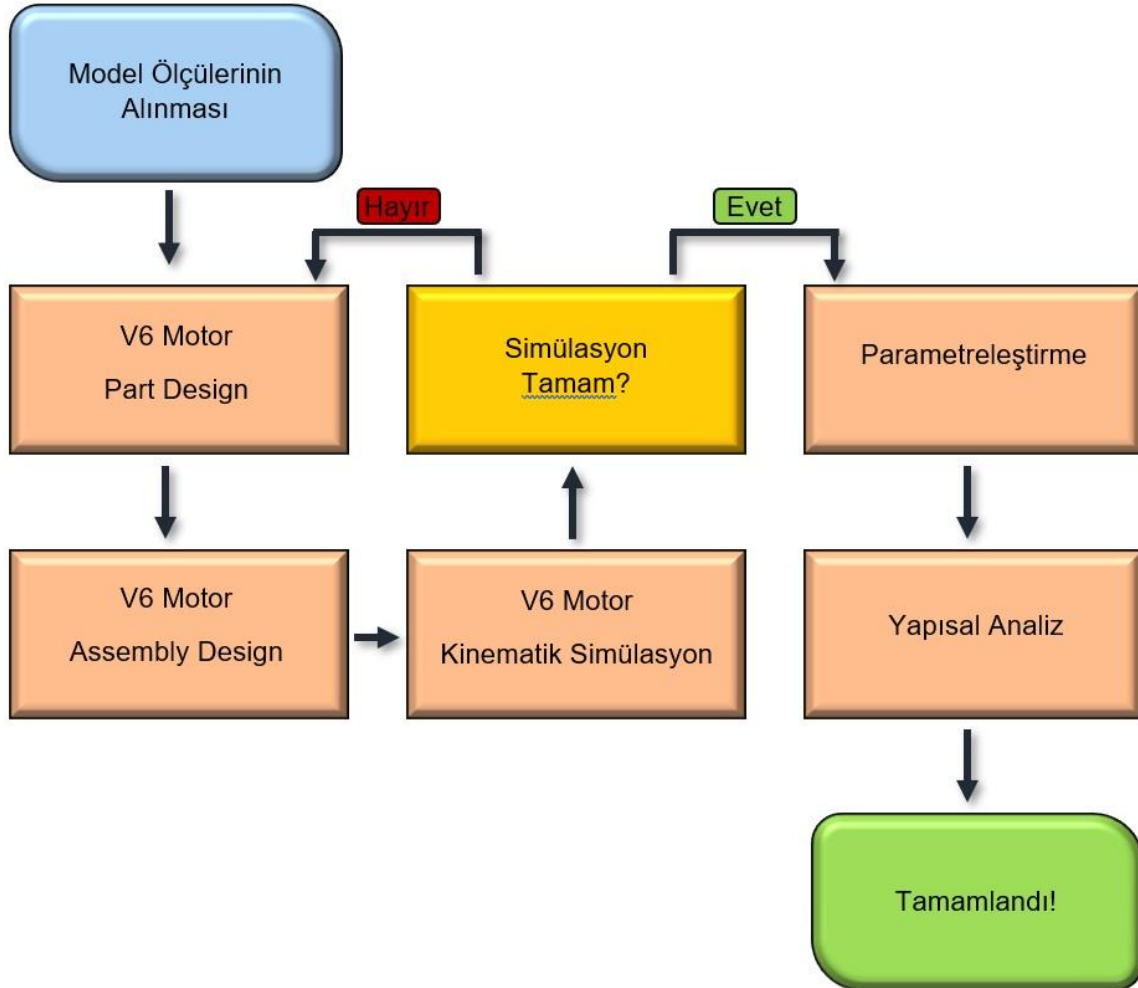 Model Ölçülerinin
Alınması
Hayır
Evet
V6 Motor
Part Design
Simülasyon
Tamam?
Parametreleştirme
V6 Motor
Assembly Design
V6 Motor
Kinematik Simülasyon
Yapısal Analiz
Tamamlandı!